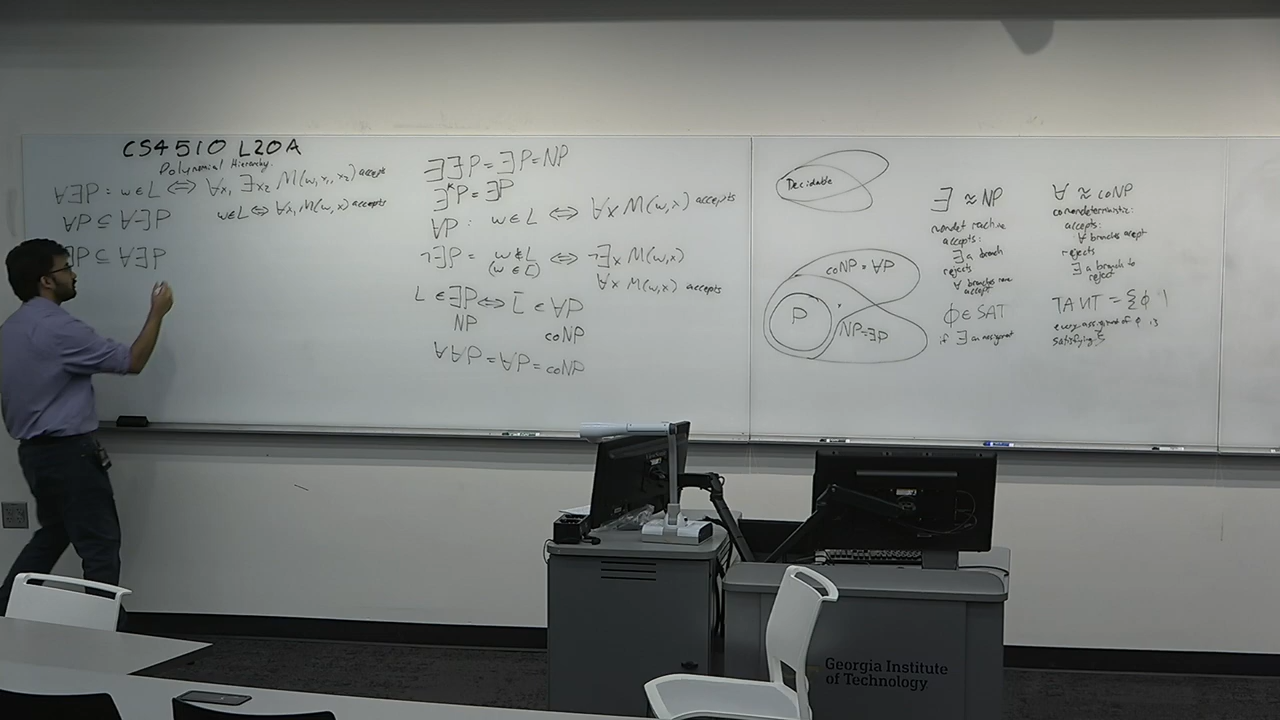 CS4510 L20A
Polynomial Hierarchy.
∀∃P : w∈L ⇔ ∀x₁ ∃x₂ M(w,x₁,x₂) accepts
∀P ⊆ ∀∃P
w∈L ⇔ ∀x₁ M(w,x) accepts
∃P ⊆ ∀∃P
∃∃P = ∃P = NP
∃*P = ∃P
∀P : w∈L ⇔ ∀x M(w,x) accepts
¬∃P = w∉L ⇔ ¬∃x M(w,x)
(w∈L̅)
∀x M(w,x) accepts
L ∈ ∃P ⇔ L̅ ∈ ∀P
NP coNP
∀∀P = ∀P = coNP
Decidable
coNP = ∀P
P
NP=∃P
∃ ≈ NP
nondet machine
accepts:
∃ a branch
rejects
∀ branches
accept
ϕ∈ SAT
if ∃ an assignment
∀ ≈ coNP
conondeterministic:
accepts:
∀ branches accept
rejects
∃ a branch to
reject
TAUT = {ϕ |
every assignment of ϕ is
satisfying}
Georgia Institute
of Technology